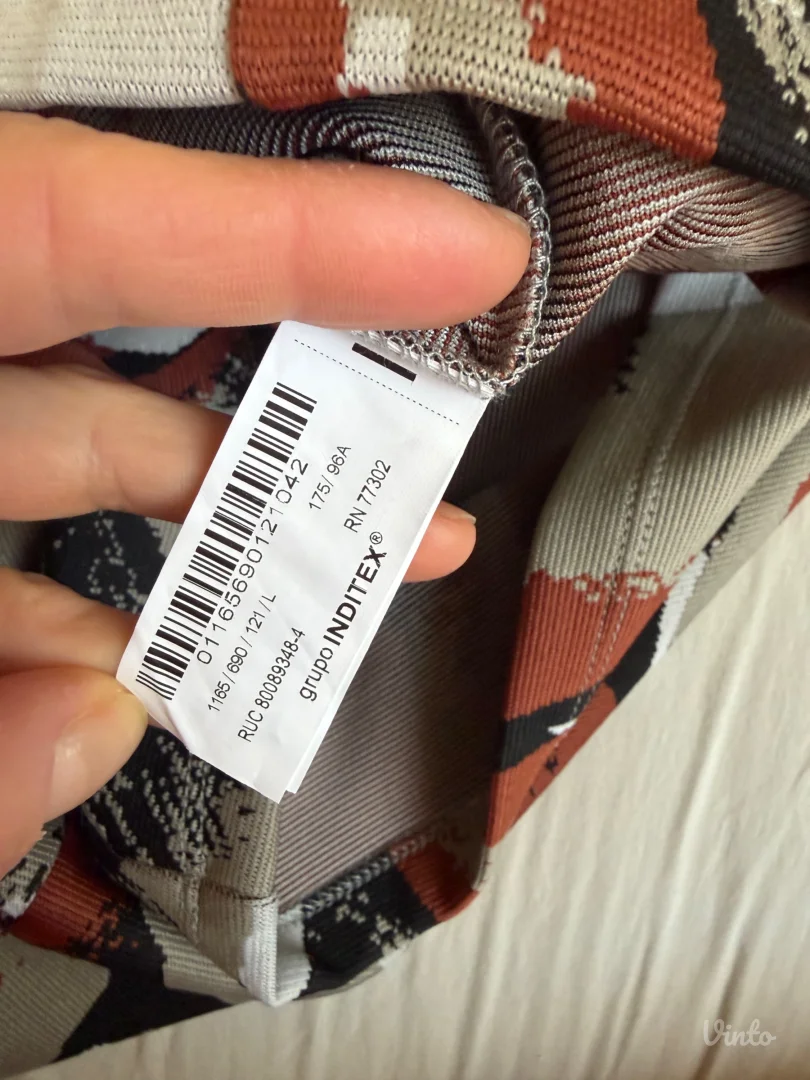 01165690121042
1165/690/121/L
175/96A
RUC 80089348-4
RN 77302
grupo INDITEX®
Vinto